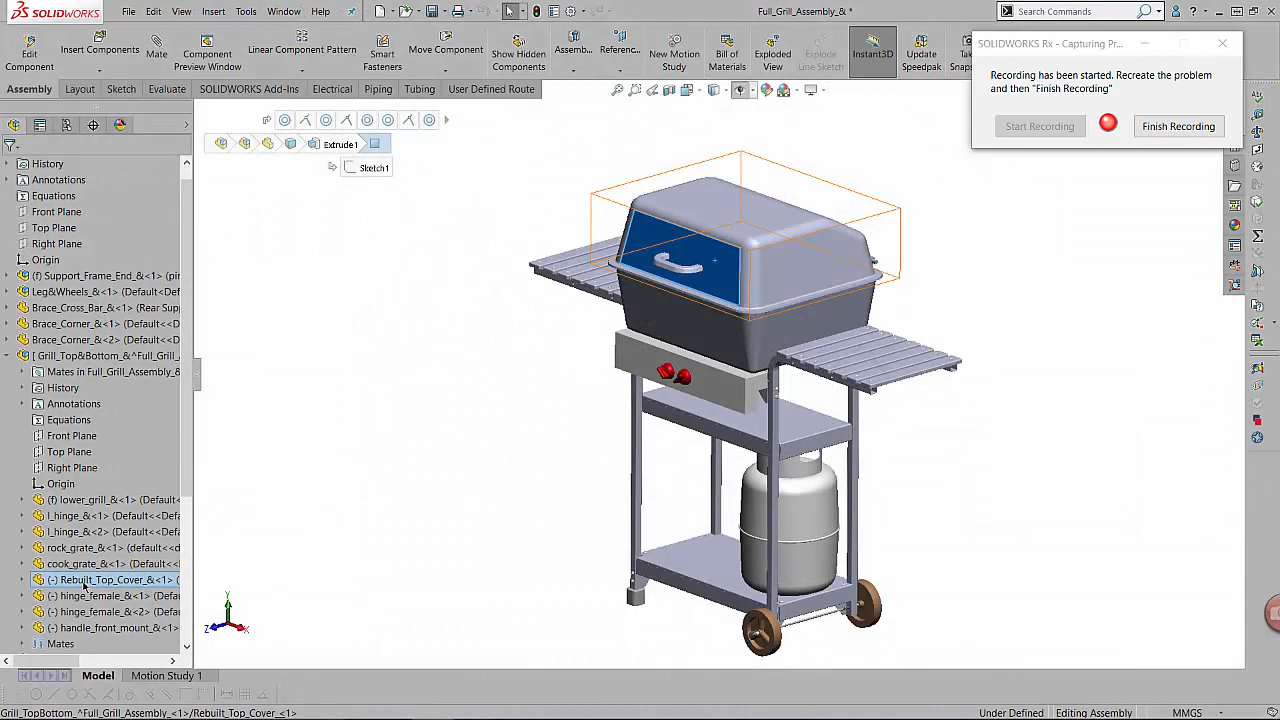 SOLIDWORKS
File Edit View Insert Tools Window Help
Full_Grill_Assembly_& *
Search Commands
Edit Component
Insert Components
Mate
Component Preview Window
Linear Component Pattern
Smart Fasteners
Move Component
Show Hidden Components
Assemb...
Referenc...
New Motion Study
Bill of Materials
Exploded View
Explode Line Sketch
Instant3D
Update Speedpak
Take Snaps
SOLIDWORKS Rx - Capturing Pr...
Recording has been started. Recreate the problem
and then "Finish Recording"
Start Recording
Finish Recording
Assembly Layout Sketch Evaluate SOLIDWORKS Add-Ins Electrical Piping Tubing User Defined Route
Extrude1
Sketch1
History
Annotations
Equations
Front Plane
Top Plane
Right Plane
Origin
(f) Support_Frame_End_&<1> (pin
Leg&Wheels_&<1> (Default<Def
Brace_Cross_Bar_&<1> (Rear Sup
Brace_Corner_&<1> (Default<<D
Brace_Corner_&<2> (Default<<D
[ Grill_Top&Bottom_&^Full_Grill_
Mates in Full_Grill_Assembly_&
History
Annotations
Equations
Front Plane
Top Plane
Right Plane
Origin
(f) lower_grill_&<1> (Default<
l_hinge_&<1> (Default<<Def
l_hinge_&<2> (Default<<Def
rock_grate_&<1> (default<<d
cook_grate_&<1> (Default<<
(-) Rebuilt_Top_Cover_&<1> (
(-) hinge_female_&<1> (Defa
(-) hinge_female_&<2> (Defa
(-) handle_front_mount_&<1>
Mates
Y
Z
X
Model Motion Study 1
Grill_TopBottom_^Full_Grill_Assembly_<1>/Rebuilt_Top_Cover_<1>
Under Defined Editing Assembly MMGS